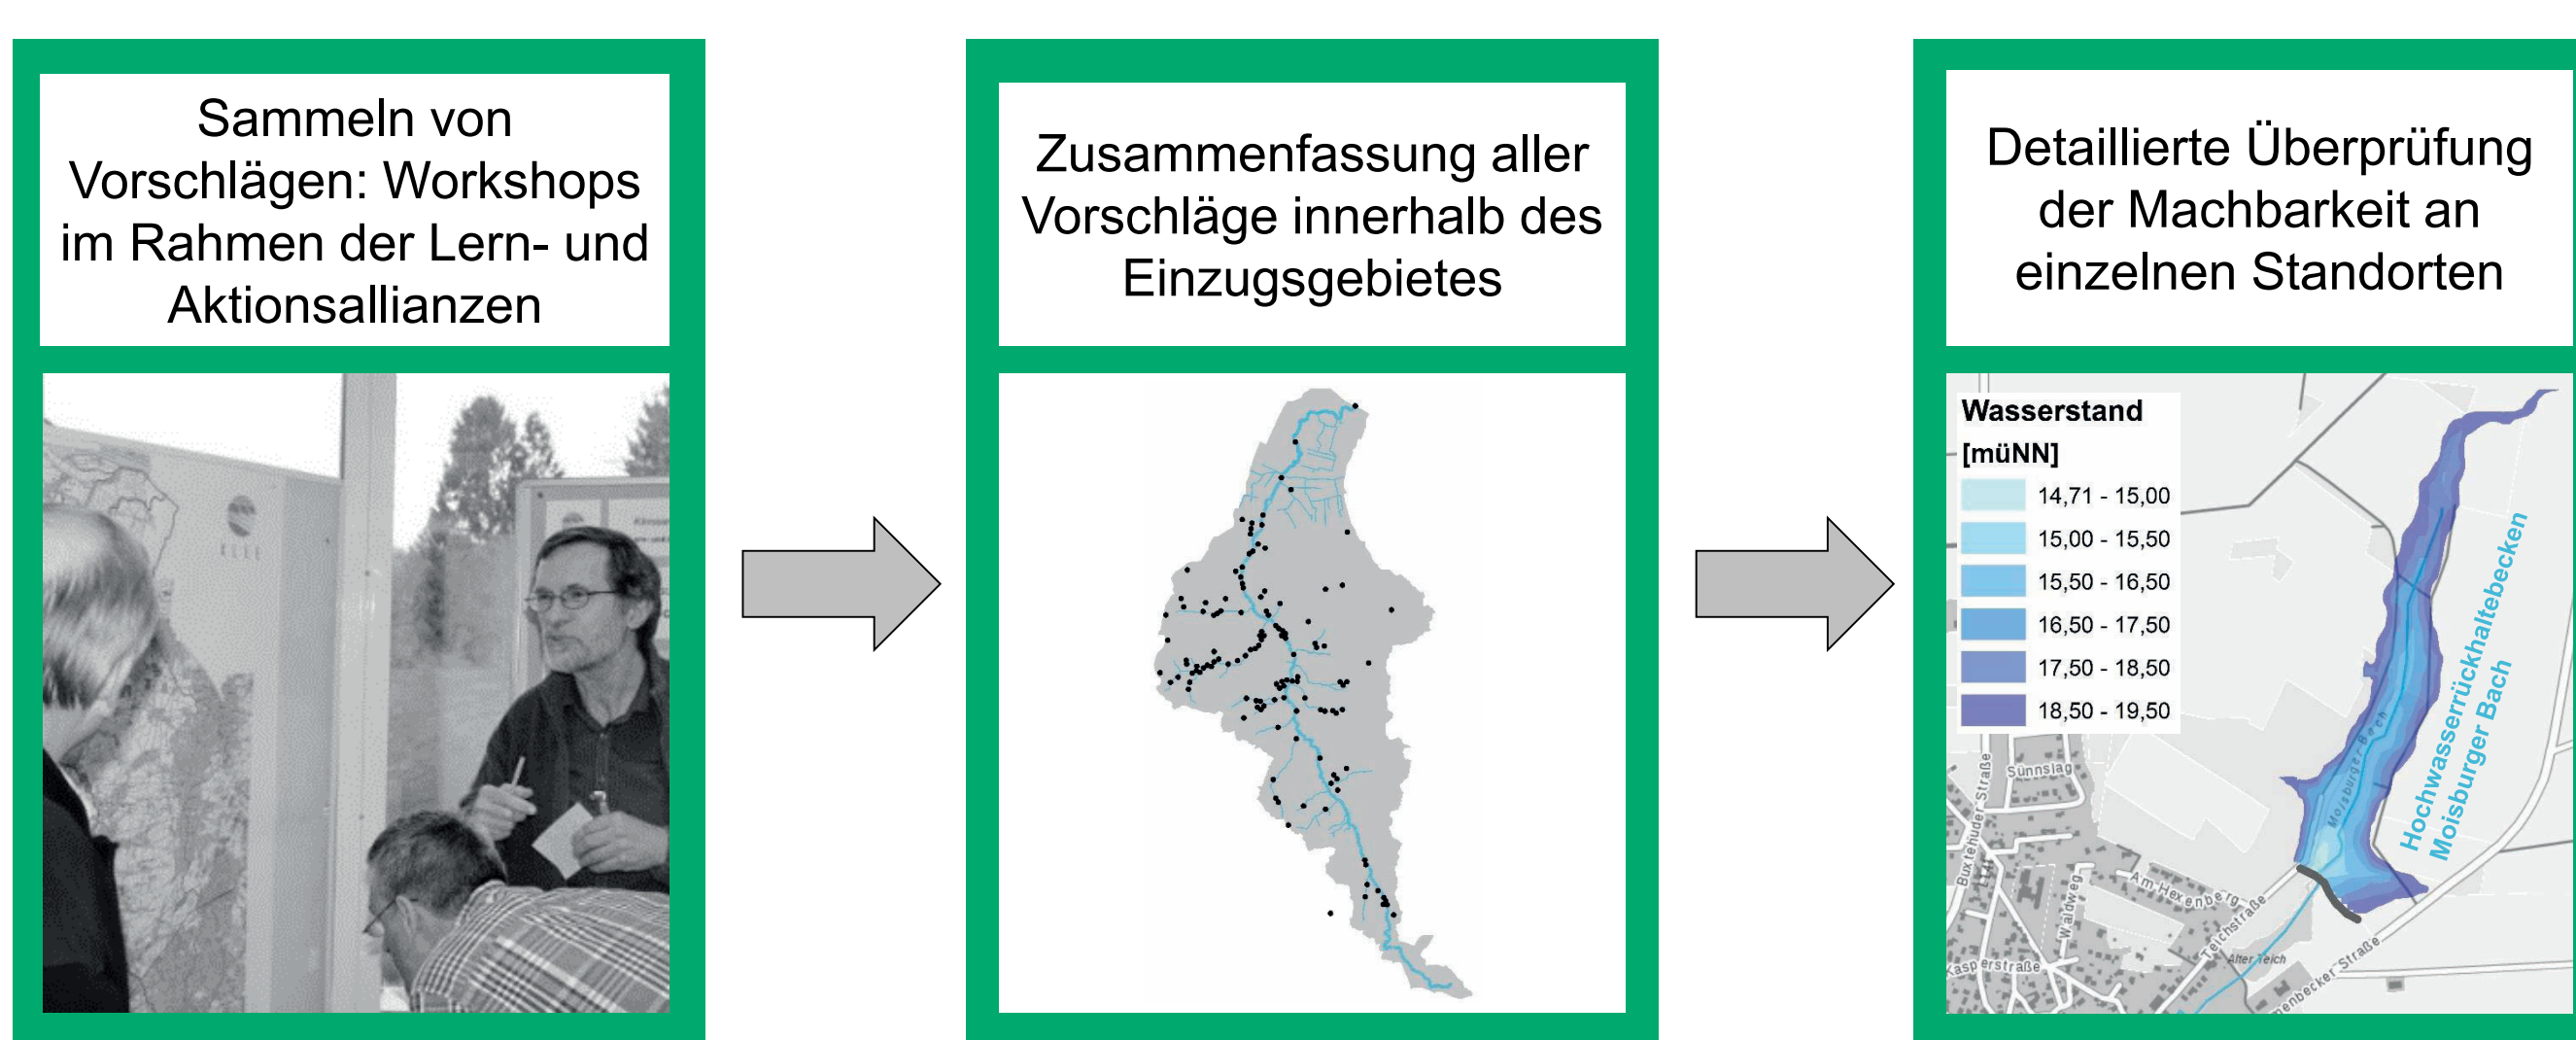 Sammeln von
Vorschlägen: Workshops
im Rahmen der Lern- und
Aktionsallianzen
KLEE
Zusammenfassung aller
Vorschläge innerhalb des
Einzugsgebietes
Detaillierte Überprüfung
der Machbarkeit an
einzelnen Standorten
Wasserstand
[müNN]
14,71 - 15,00
15,00 - 15,50
15,50 - 16,50
16,50 - 17,50
17,50 - 18,50
18,50 - 19,50
Hochwasserrückhaltebecken
Moisburger Bach
Moisburger Bach
Sünnslag
Buxtehuder Straße
Am Hexenberg
Waldweg
Teichstraße
Alter Teich